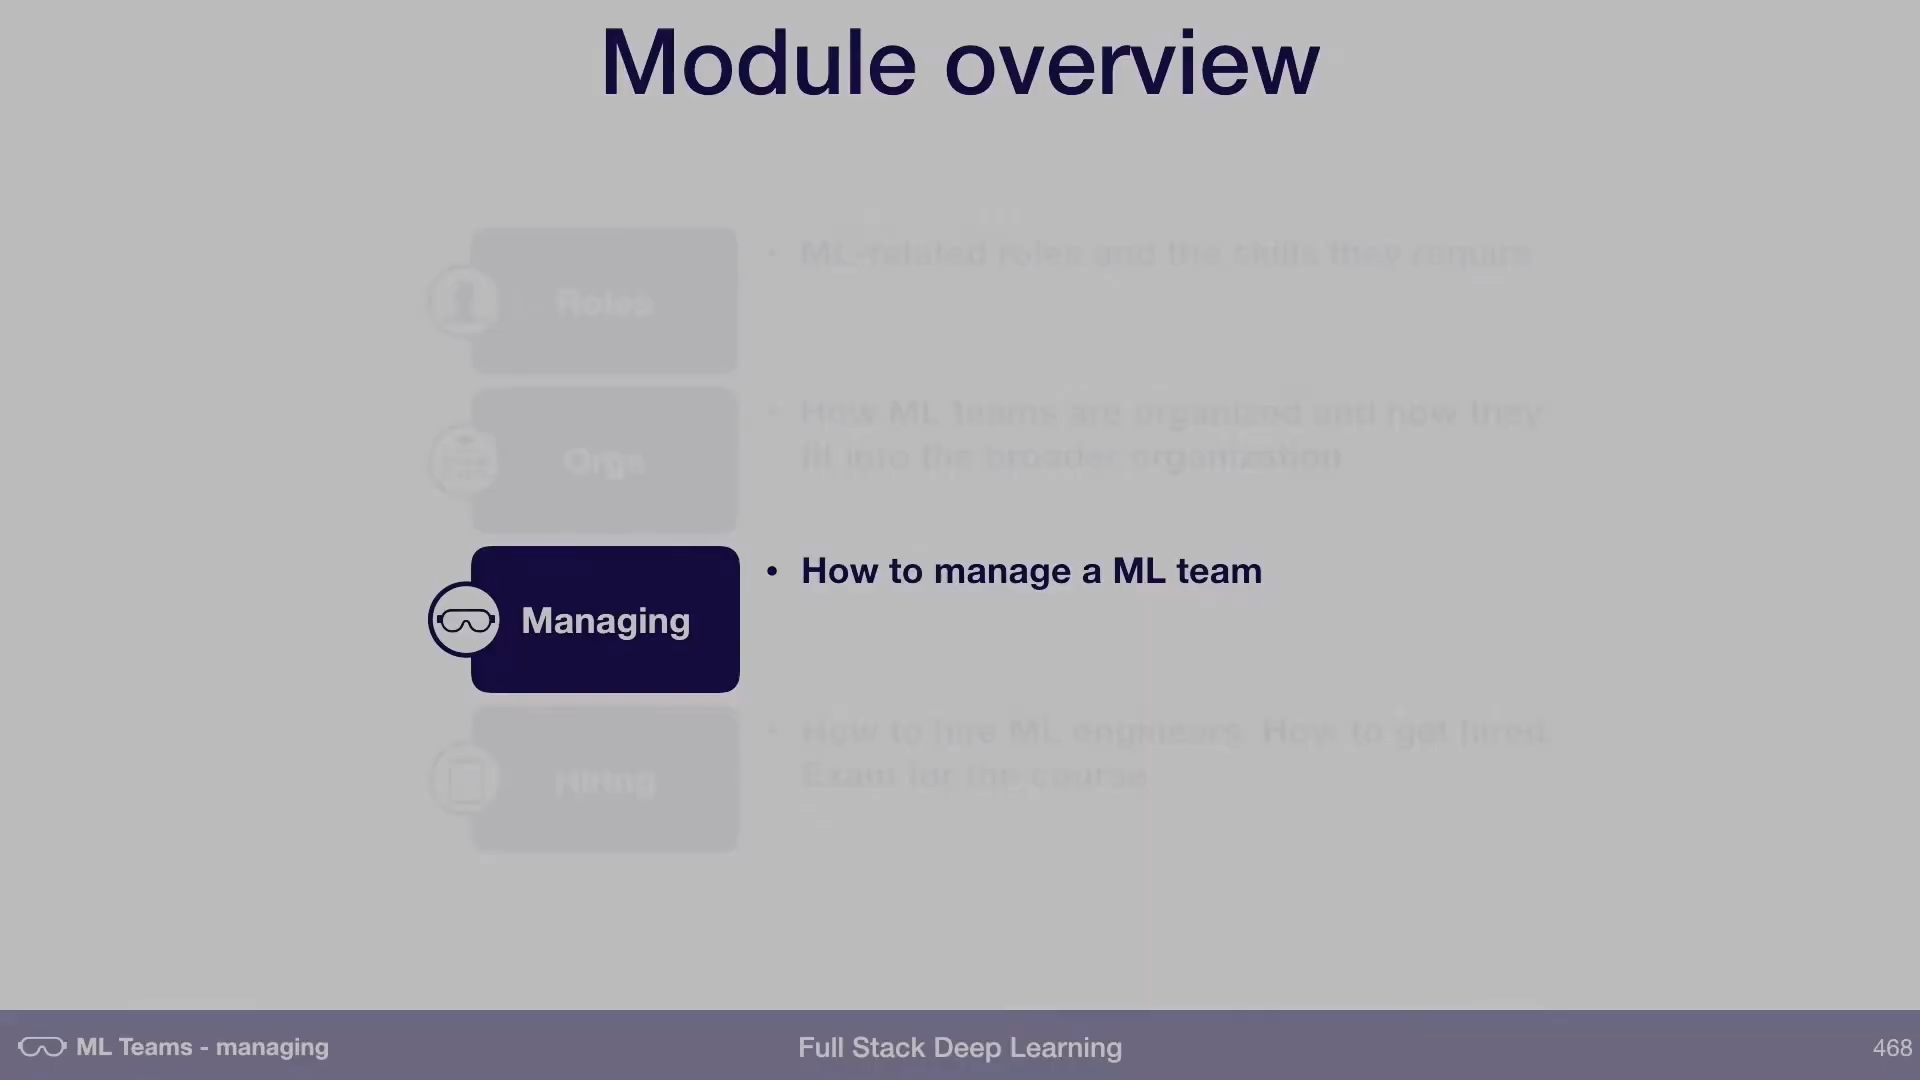 Module overview
Roles
• ML-related roles and the skills they require
Orgs
• How ML teams are organized and how they
fit into the broader organization
Managing
• How to manage a ML team
Hiring
• How to hire ML engineers. How to get hired.
Exam for the course
ML Teams - managing
Full Stack Deep Learning
468